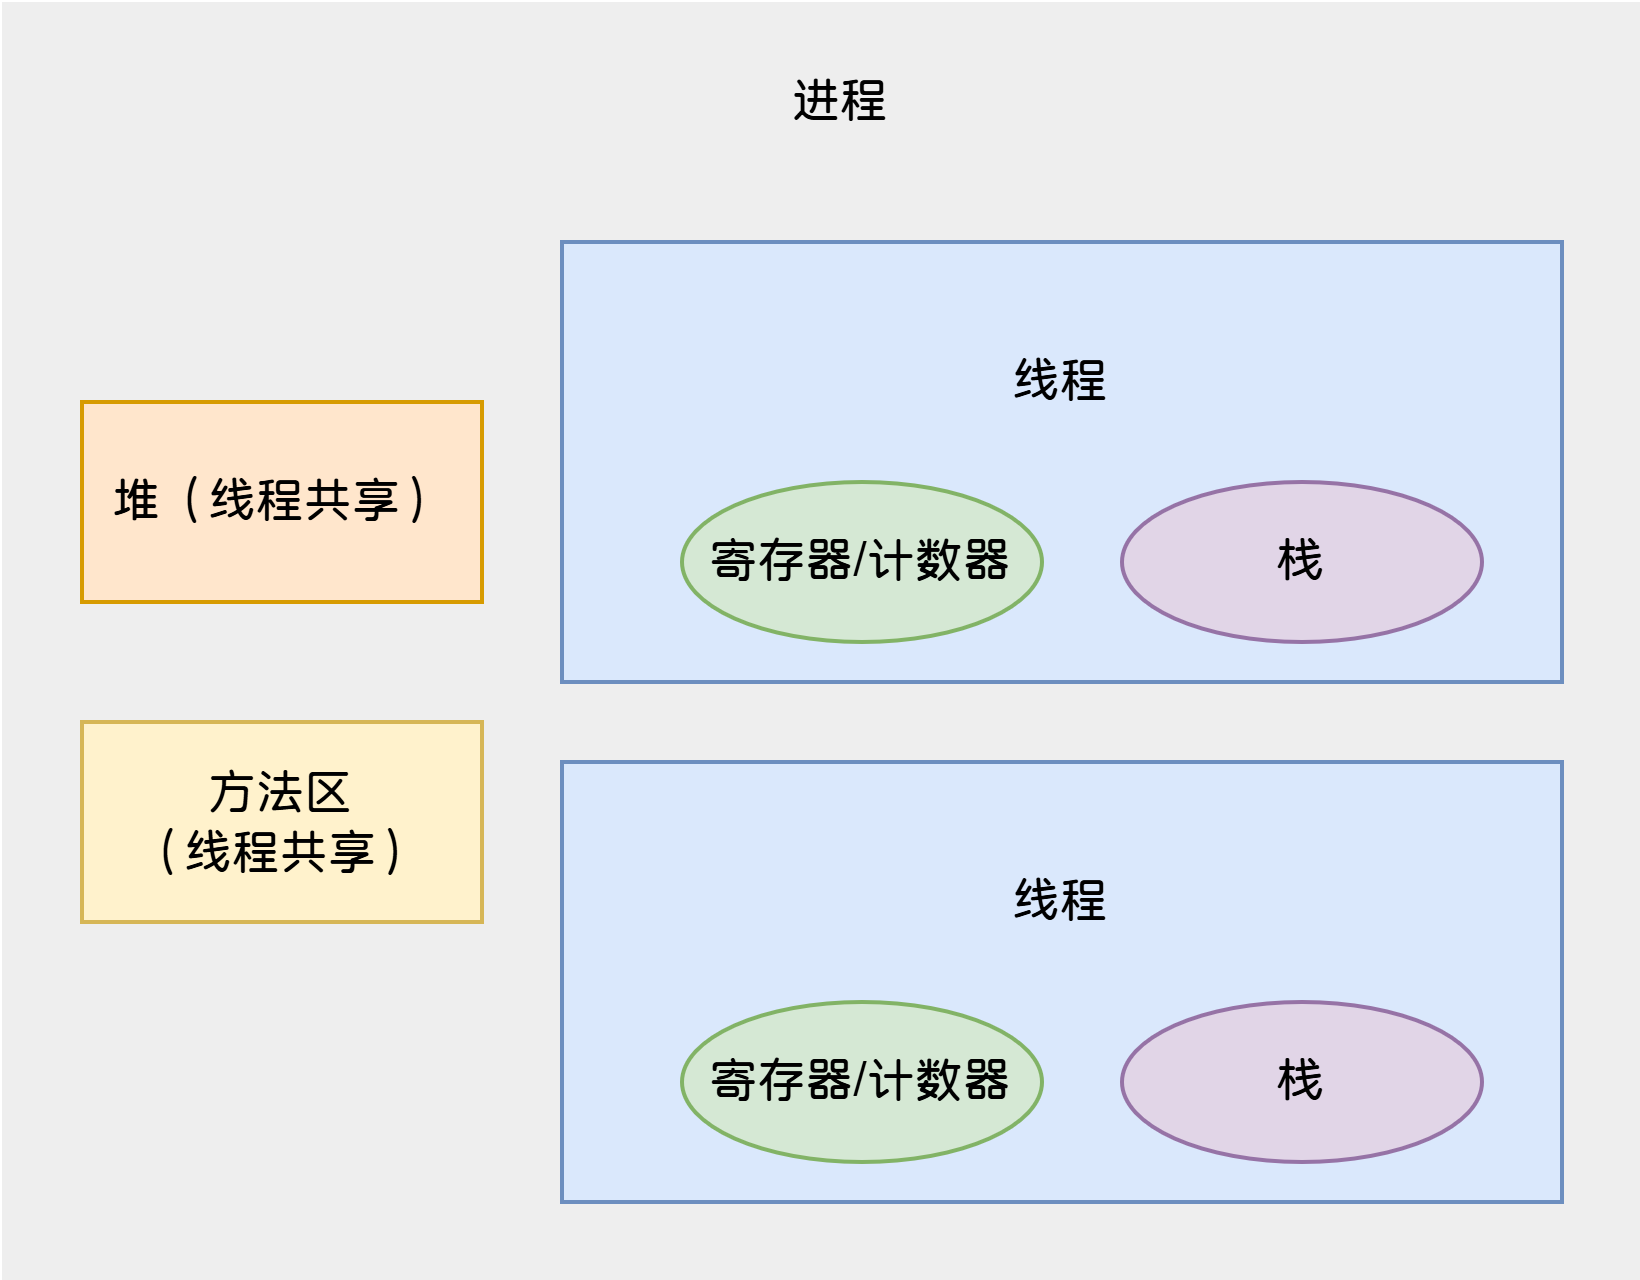 进程
线程
堆（线程共享）
寄存器/计数器
栈
方法区
（线程共享）
线程
寄存器/计数器
栈